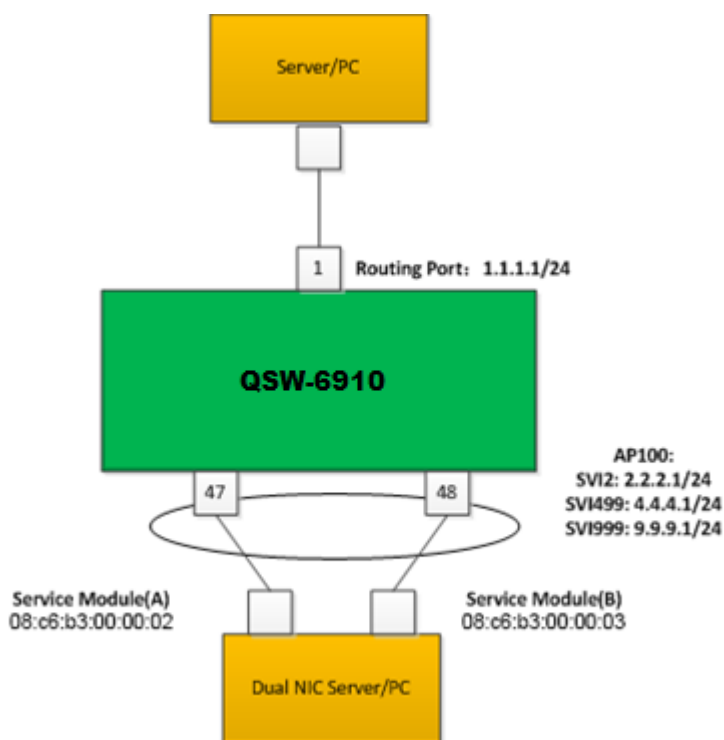 Server/PC
1
Routing Port: 1.1.1.1/24
QSW-6910
47
48
AP100:
SVI2: 2.2.2.1/24
SVI499: 4.4.4.1/24
SVI999: 9.9.9.1/24
Service Module(A)
08:c6:b3:00:00:02
Service Module(B)
08:c6:b3:00:00:03
Dual NIC Server/PC